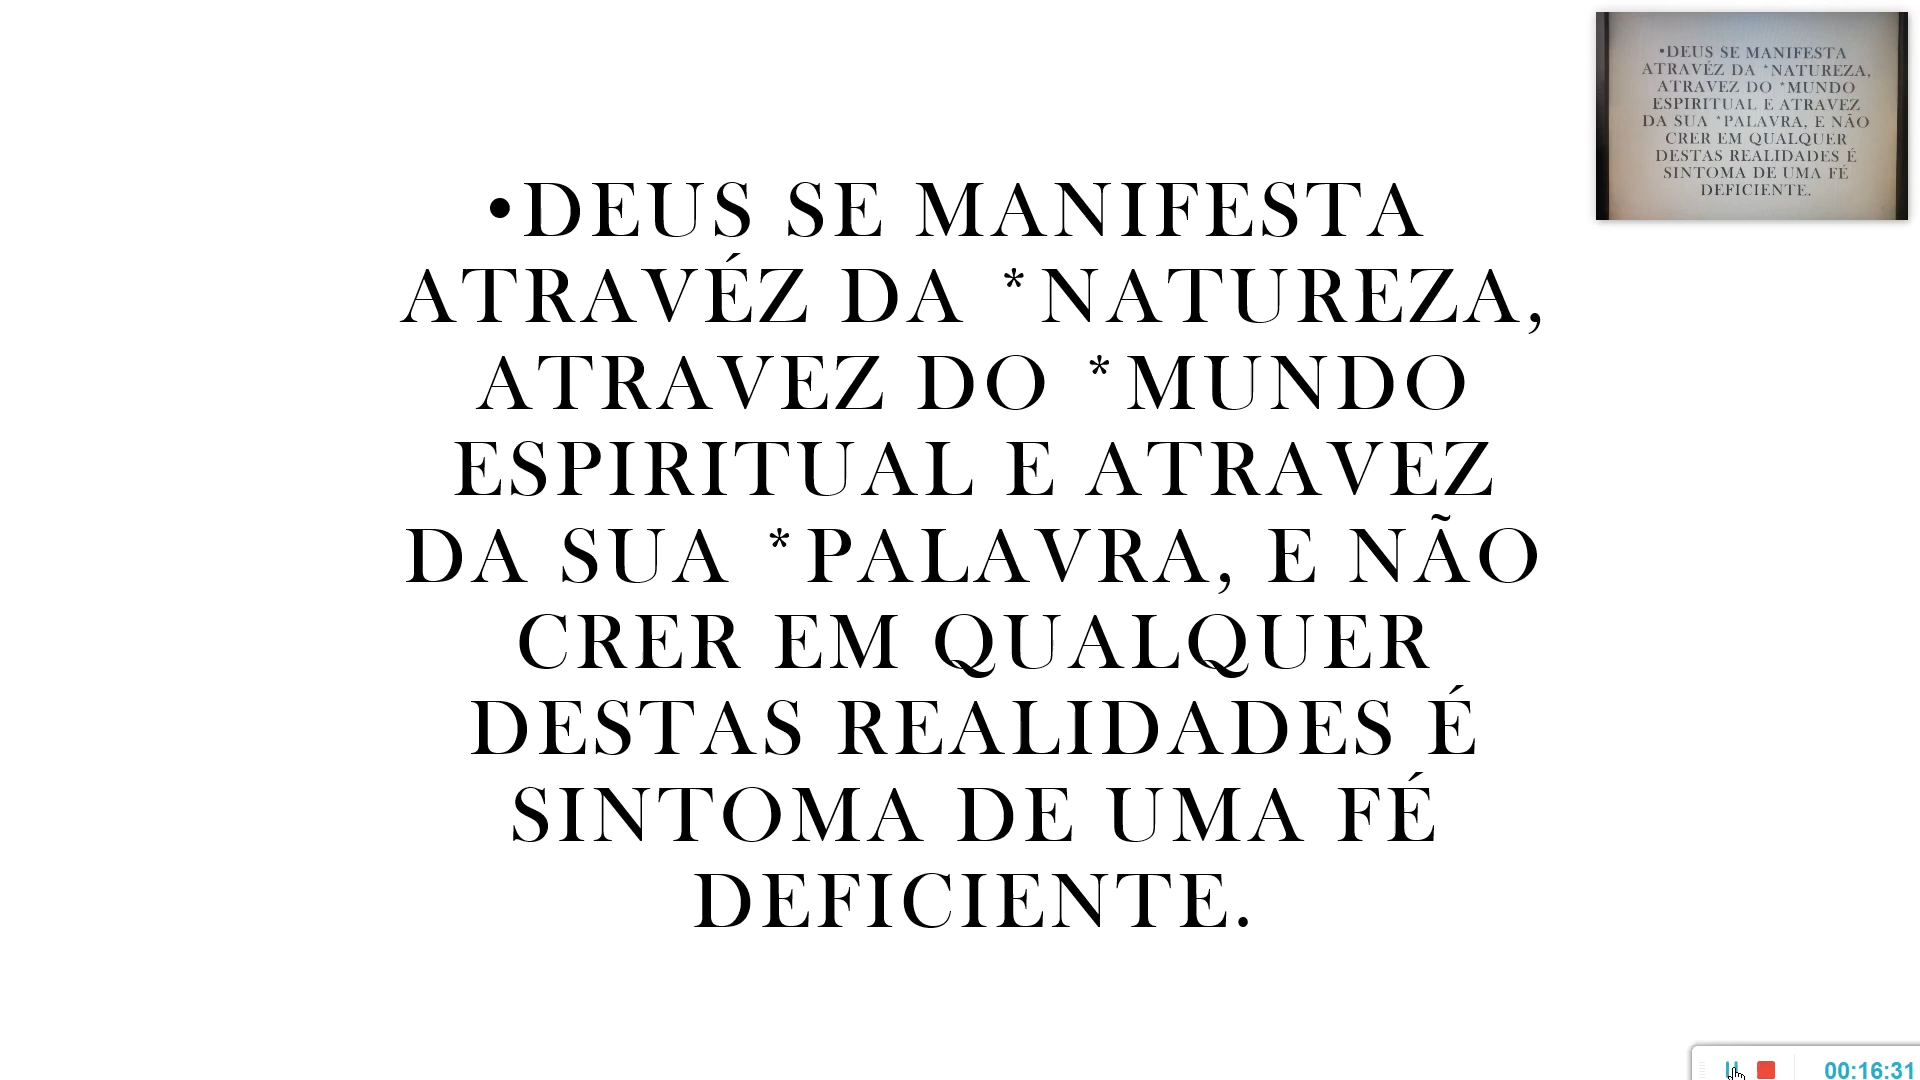 •DEUS SE MANIFESTA
ATRAVÉZ DA *NATUREZA,
ATRAVEZ DO *MUNDO
ESPIRITUAL E ATRAVEZ
DA SUA *PALAVRA, E NÃO
CRER EM QUALQUER
DESTAS REALIDADES É
SINTOMA DE UMA FÉ
DEFICIENTE.
•DEUS SE MANIFESTA
ATRAVÉZ DA *NATUREZA,
ATRAVEZ DO *MUNDO
ESPIRITUAL E ATRAVEZ
DA SUA *PALAVRA, E NÃO
CRER EM QUALQUER
DESTAS REALIDADES É
SINTOMA DE UMA FÉ
DEFICIENTE.
00:16:31